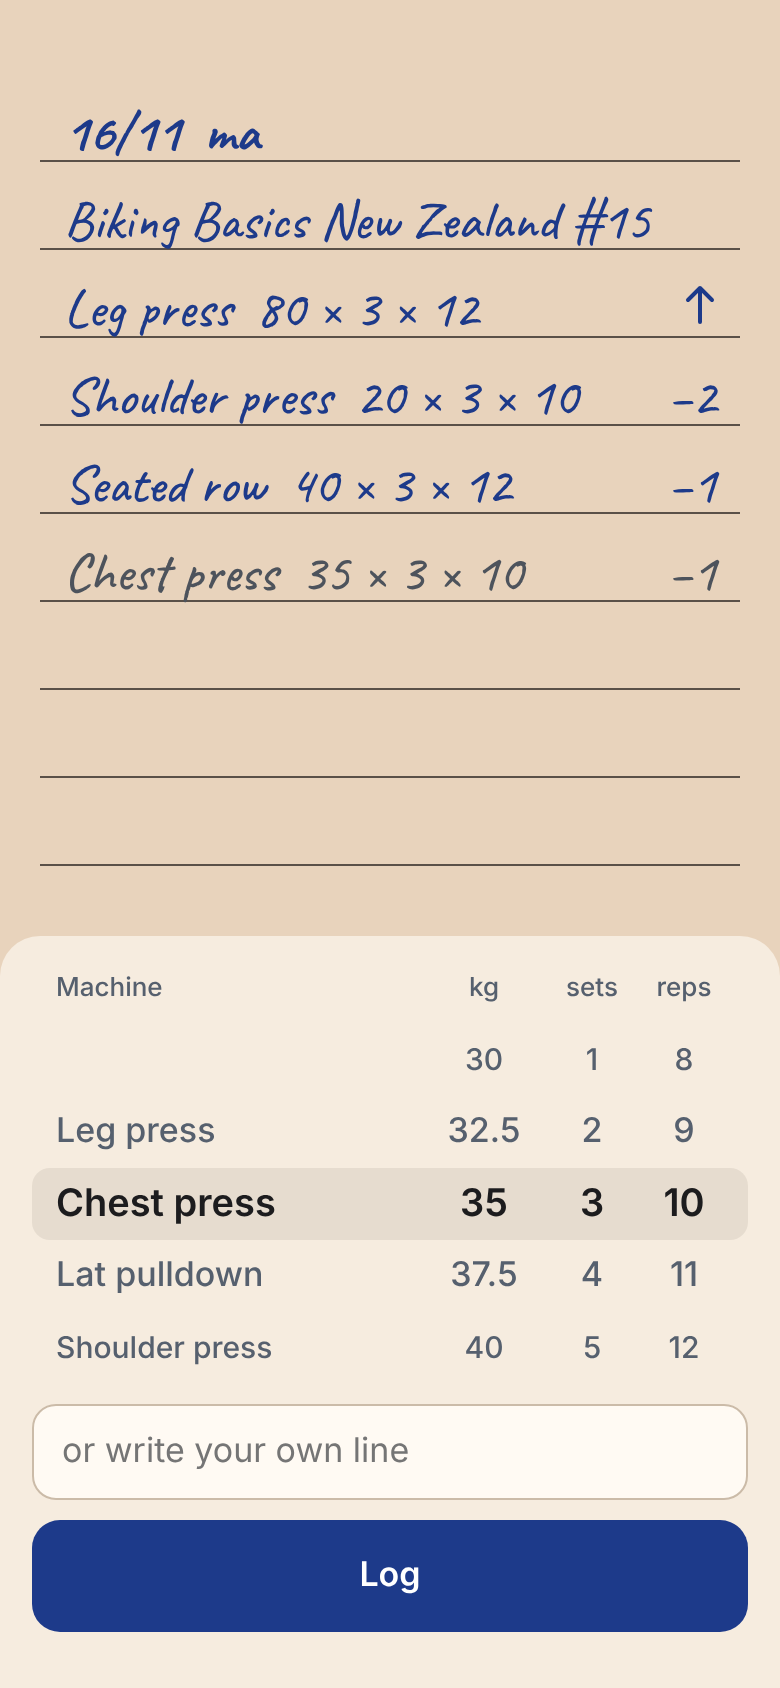 16/11 ma
Biking Basics New Zealand #15
Leg press 80 × 3 × 12 ↑
Shoulder press 20 × 3 × 10 –2
Seated row 40 × 3 × 12 –1
Chest press 35 × 3 × 10 –1
Machine kg sets reps
30 1 8
Leg press 32.5 2 9
Chest press 35 3 10
Lat pulldown 37.5 4 11
Shoulder press 40 5 12
or write your own line
Log